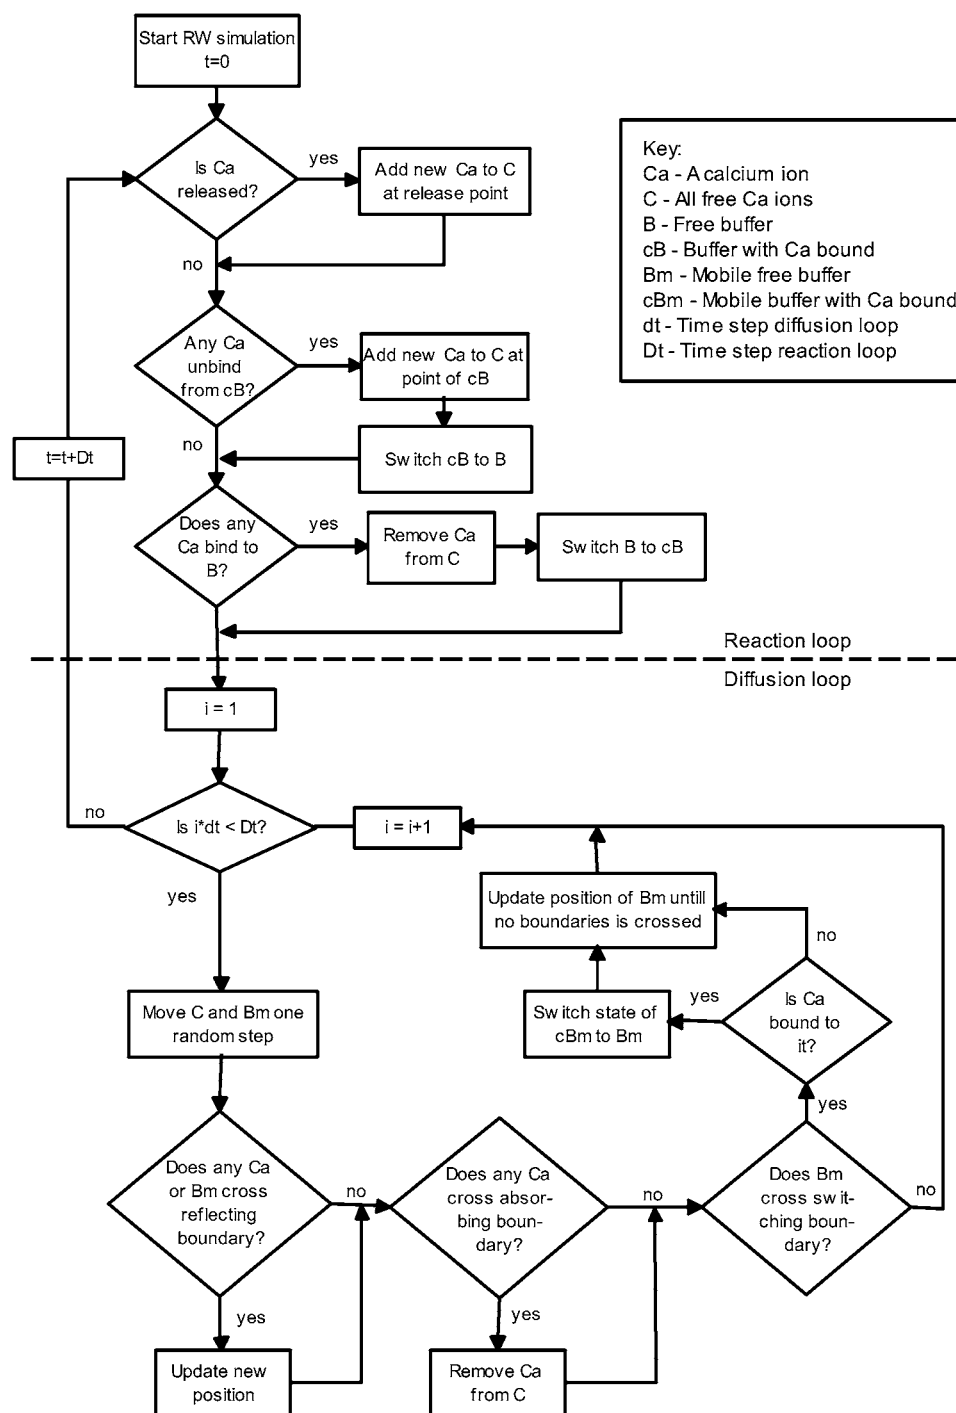 Start RW simulation
t=0
Is Ca
released?
yes
Add new Ca to C
at release point
no
Key:
Ca - A calcium ion
C - All free Ca ions
B - Free buffer
cB - Buffer with Ca bound
Bm - Mobile free buffer
cBm - Mobile buffer with Ca bound
dt - Time step diffusion loop
Dt - Time step reaction loop
Any Ca
unbind
from cB?
yes
Add new Ca to C at
point of cB
no
Switch cB to B
t=t+Dt
Does any
Ca bind to
B?
yes
Remove Ca
from C
Switch B to cB
Reaction loop
Diffusion loop
i = 1
no
Is i*dt < Dt?
i = i+1
yes
Update position of Bm untill
no boundaries is crossed
no
Move C and Bm one
random step
Switch state of
cBm to Bm
yes
Is Ca
bound to
it?
yes
Does any Ca
or Bm cross
reflecting
boundary?
no
Does any Ca
cross absor-
bing boun-
dary?
no
Does Bm
cross swit-
ching boun-
dary?
no
yes
Update new
position
yes
Remove Ca
from C